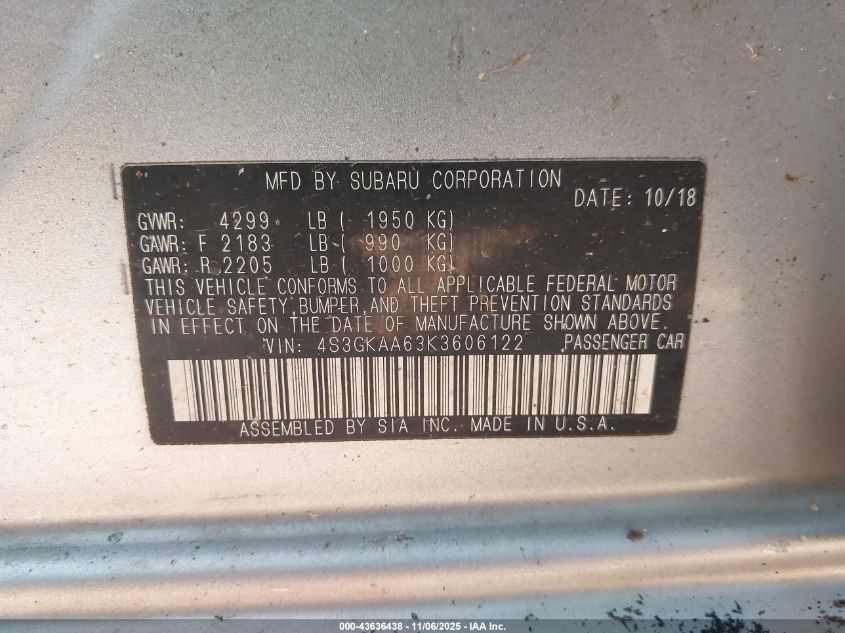 MFD BY SUBARU CORPORATION
DATE: 10/18
GVWR: 4299 LB ( 1950 KG)
GAWR: F 2183 LB ( 990 KG)
GAWR: R 2205 LB ( 1000 KG)
THIS VEHICLE CONFORMS TO ALL APPLICABLE FEDERAL MOTOR
VEHICLE SAFETY, BUMPER, AND THEFT PREVENTION STANDARDS
IN EFFECT ON THE DATE OF MANUFACTURE SHOWN ABOVE.
VIN: 4S3GKAA63K3606122 PASSENGER CAR
ASSEMBLED BY SIA INC. MADE IN U.S.A.
000-43636438 - 11/06/2025 - IAA Inc.